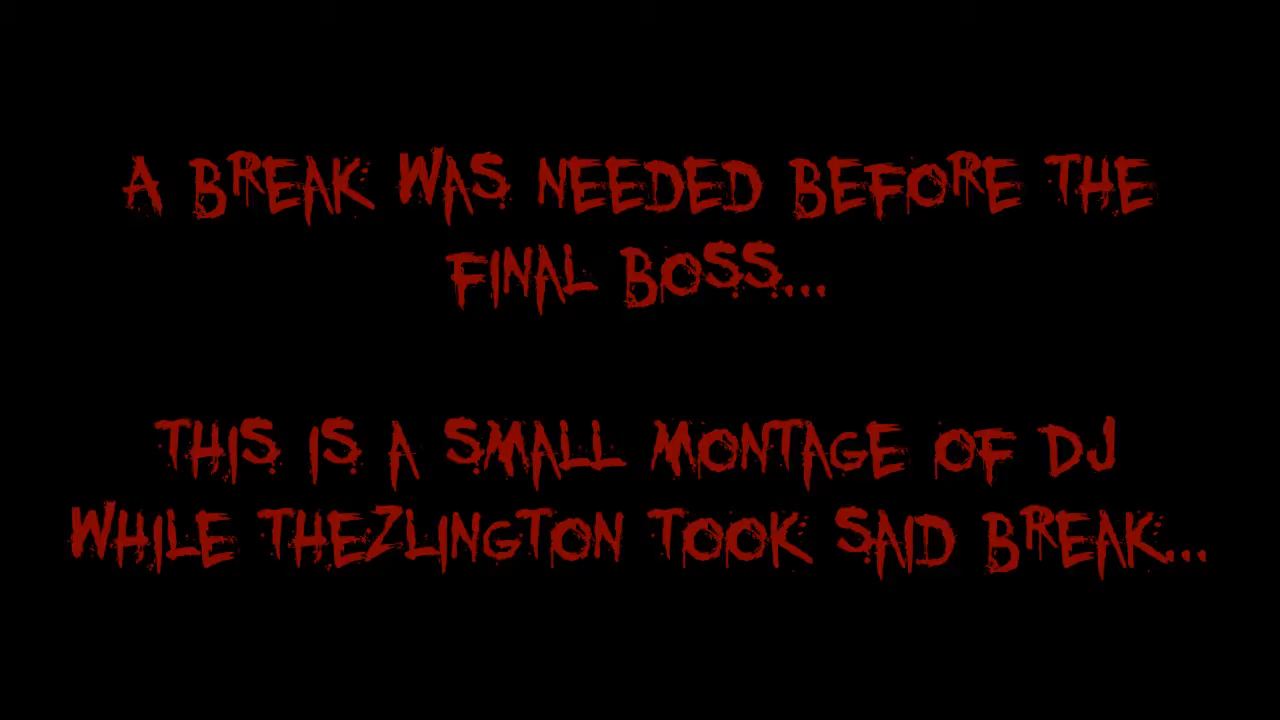 A BREAK WAS NEEDED BEFORE THE
FINAL BOSS...
THIS IS A SMALL MONTAGE OF DJ
WHILE THEZLINGTON TOOK SAID BREAK...